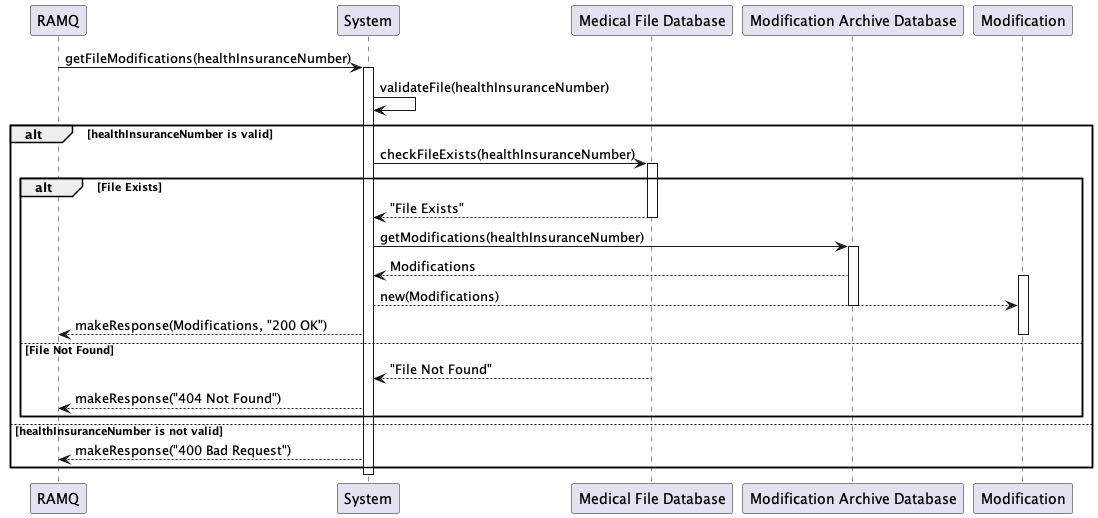 RAMQ
System
Medical File Database
Modification Archive Database
Modification
getFileModifications(healthInsuranceNumber)
validateFile(healthInsuranceNumber)
alt
[healthInsuranceNumber is valid]
checkFileExists(healthInsuranceNumber)
alt
[File Exists]
"File Exists"
getModifications(healthInsuranceNumber)
Modifications
new(Modifications)
makeResponse(Modifications, "200 OK")
[File Not Found]
"File Not Found"
makeResponse("404 Not Found")
[healthInsuranceNumber is not valid]
makeResponse("400 Bad Request")
RAMQ
System
Medical File Database
Modification Archive Database
Modification